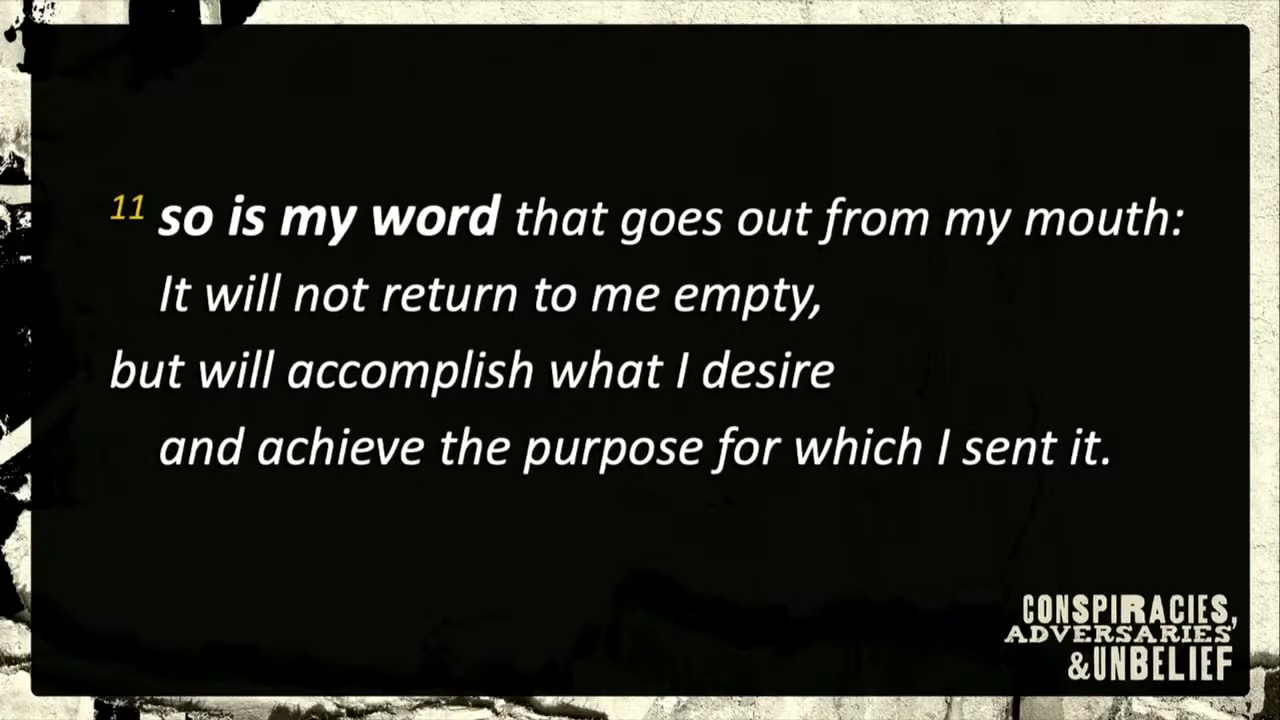 11 so is my word that goes out from my mouth:
It will not return to me empty,
but will accomplish what I desire
and achieve the purpose for which I sent it.
CONSPIRACIES,
ADVERSARIES
&UNBELIEF